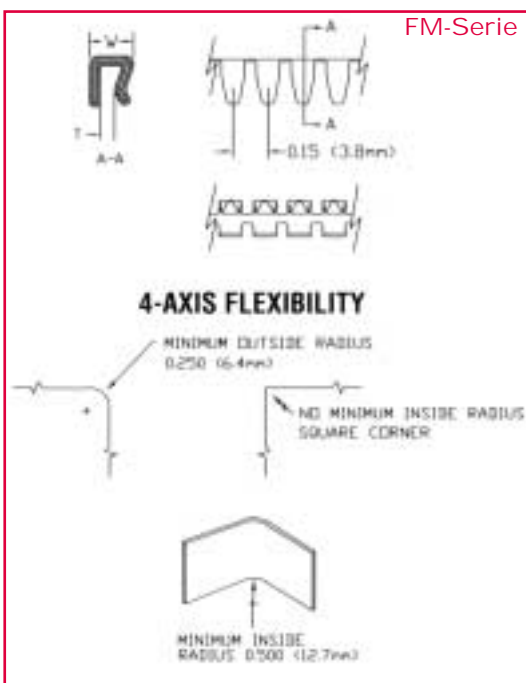 FM-Serie
W
A
T
A-A
A
0.15 (3.8mm)
4-AXIS FLEXIBILITY
MINIMUM OUTSIDE RADIUS
0.250 (6.4mm)
NO MINIMUM INSIDE RADIUS
SQUARE CORNER
MINIMUM INSIDE
RADIUS 0.500 (12.7mm)